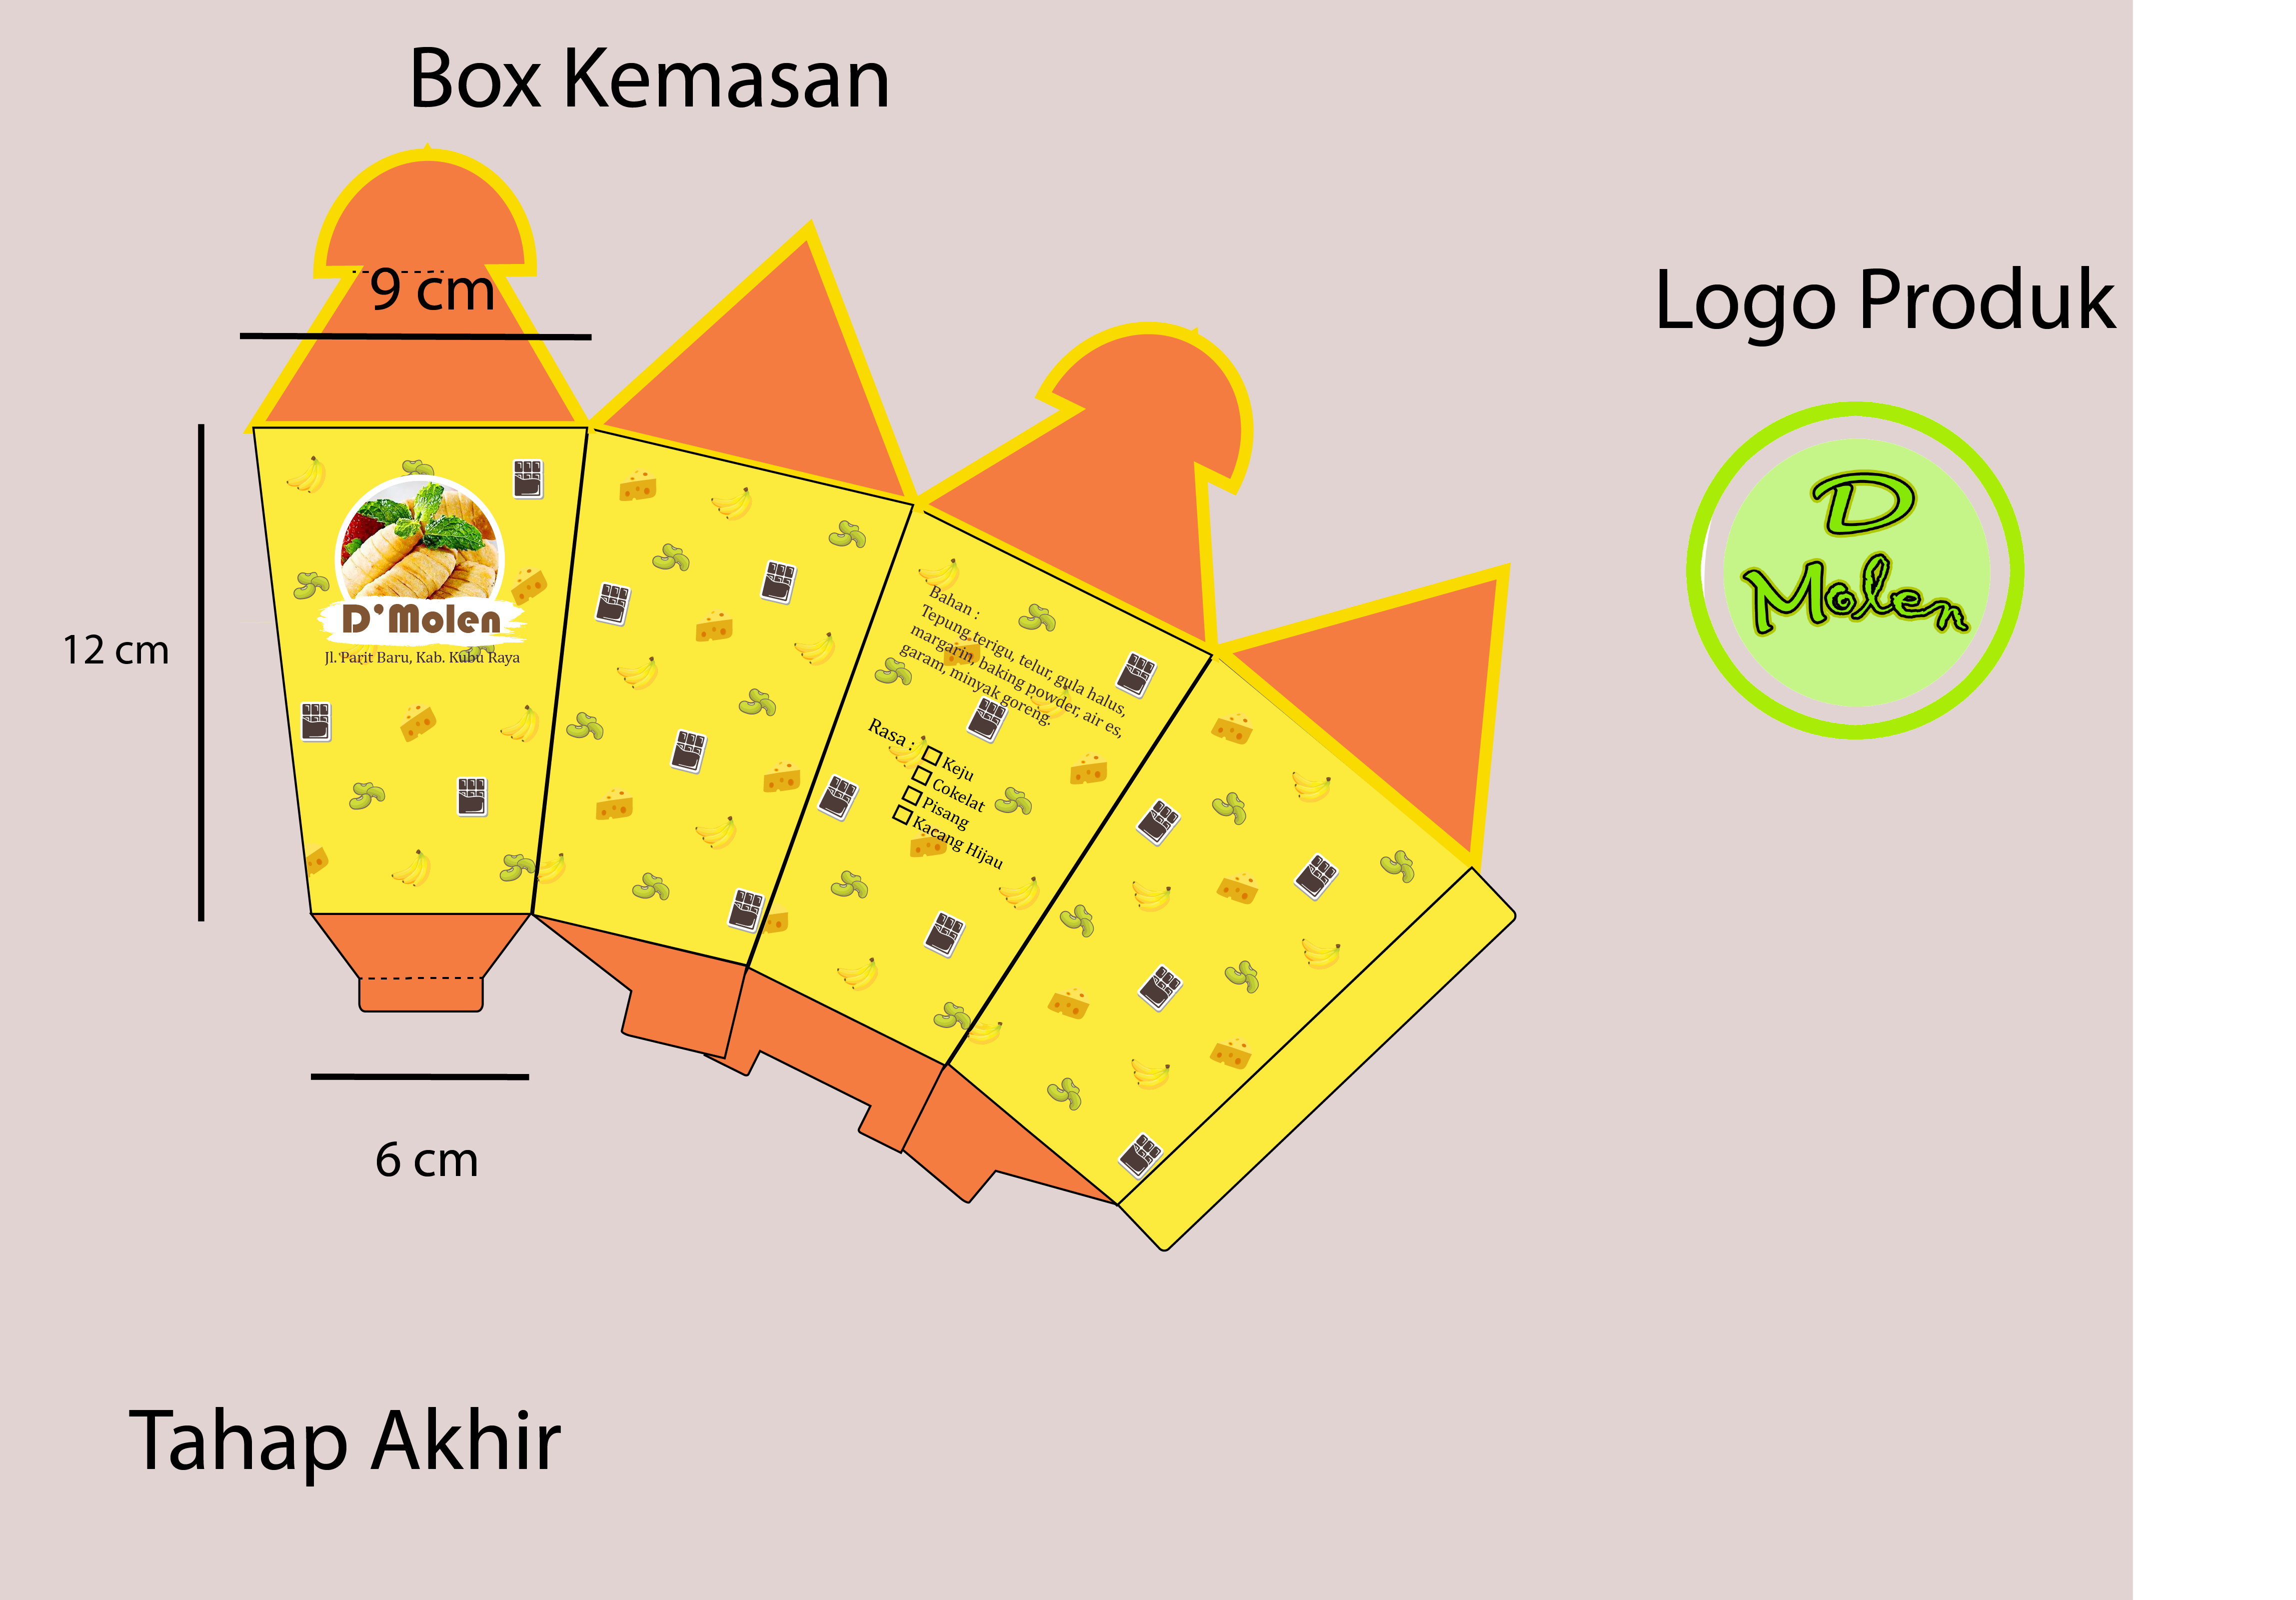 Box Kemasan
9 cm
12 cm
D'Molen
Jl. Parit Baru, Kab. Kubu Raya
Bahan :
Tepung terigu, telur, gula halus,
margarin, baking powder, air es,
garam, minyak goreng.
Rasa :
Keju
Cokelat
Pisang
Kacang Hijau
6 cm
Tahap Akhir
Logo Produk
D
Molen